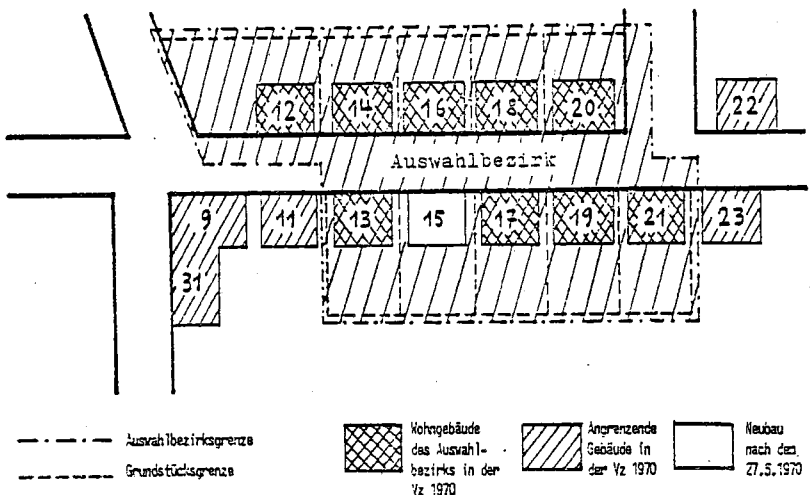 12 14 16 18 20 22
Auswahlbezirk
9 11 13 15 17 19 21 23
31
Auswahlbezirksgrenze
Grundstücksgrenze
Wohngebäude
des Auswahl-
bezirks in der
Vz 1970
Angrenzende
Gebäude in
der Vz 1970
Neubau
nach dem
27.5.1970